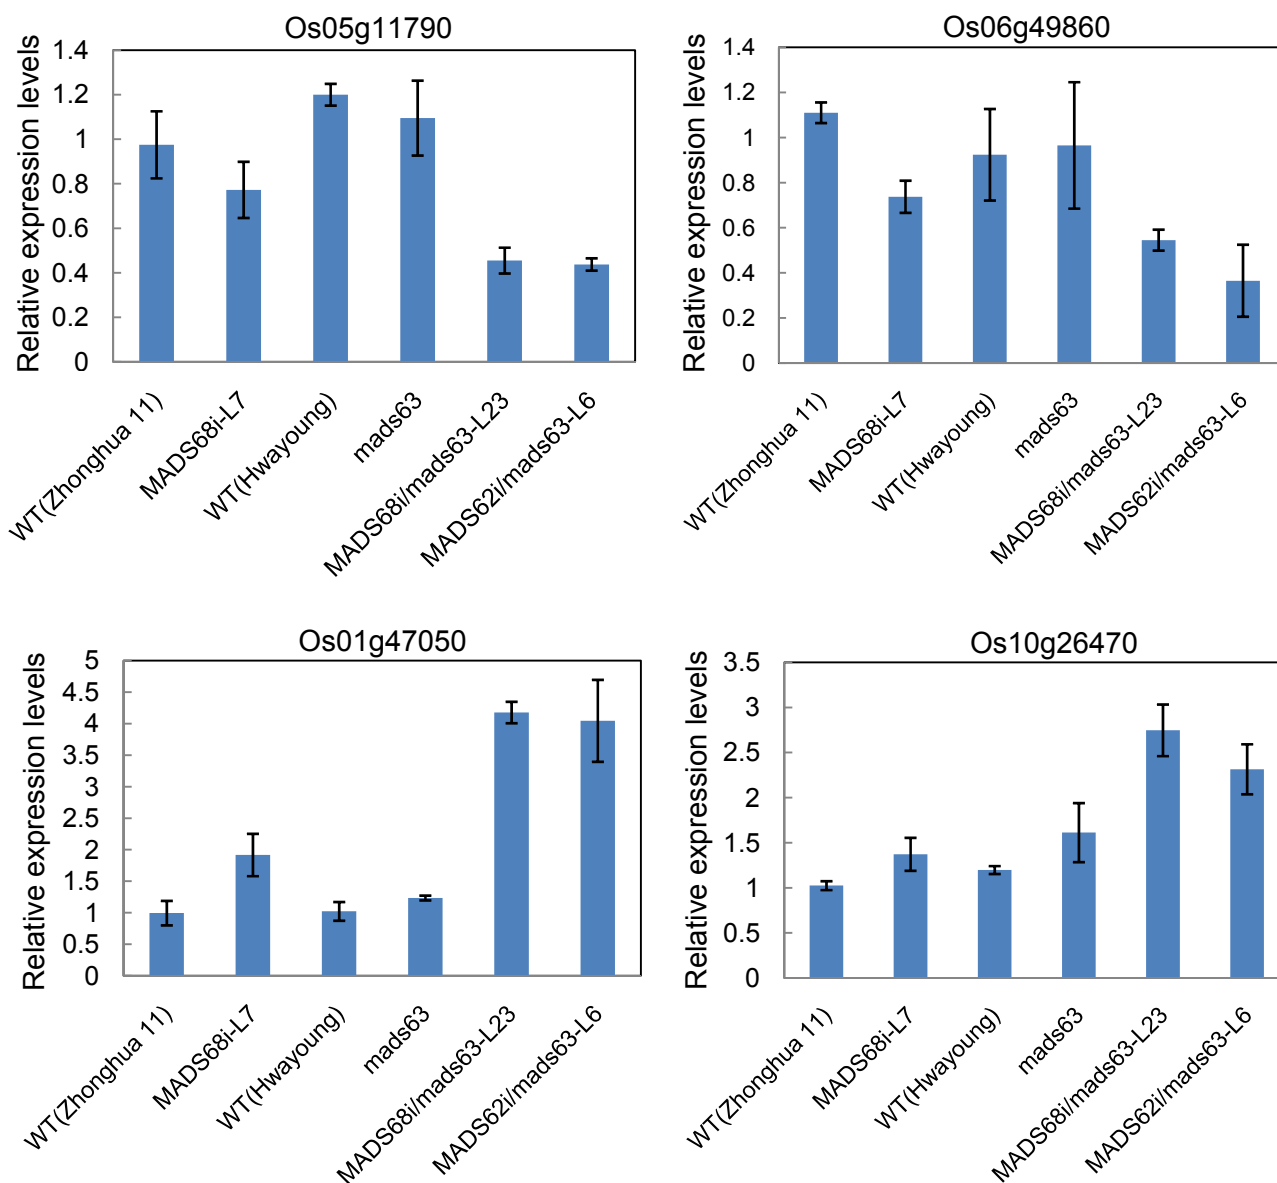 Os05g11790
Relative expression levels
1.4
1.2
1
0.8
0.6
0.4
0.2
0
WT(Zhonghua 11)
MADS68i-L7
WT(Hwayoung)
mads63
MADS68i/mads63-L23
MADS62i/mads63-L6
Os06g49860
Relative expression levels
1.4
1.2
1
0.8
0.6
0.4
0.2
0
WT(Zhonghua 11)
MADS68i-L7
WT(Hwayoung)
mads63
MADS68i/mads63-L23
MADS62i/mads63-L6
Os01g47050
Relative expression levels
5
4.5
4
3.5
3
2.5
2
1.5
1
0.5
0
WT(Zhonghua 11)
MADS68i-L7
WT(Hwayoung)
mads63
MADS68i/mads63-L23
MADS62i/mads63-L6
Os10g26470
Relative expression levels
3.5
3
2.5
2
1.5
1
0.5
0
WT(Zhonghua 11)
MADS68i-L7
WT(Hwayoung)
mads63
MADS68i/mads63-L23
MADS62i/mads63-L6